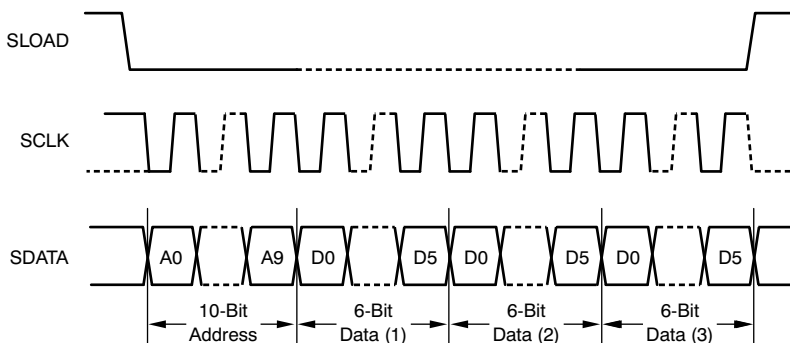 SLOAD
SCLK
SDATA
A0 A9 D0 D5 D0 D5 D0 D5
10-Bit 6-Bit 6-Bit 6-Bit
Address Data (1) Data (2) Data (3)